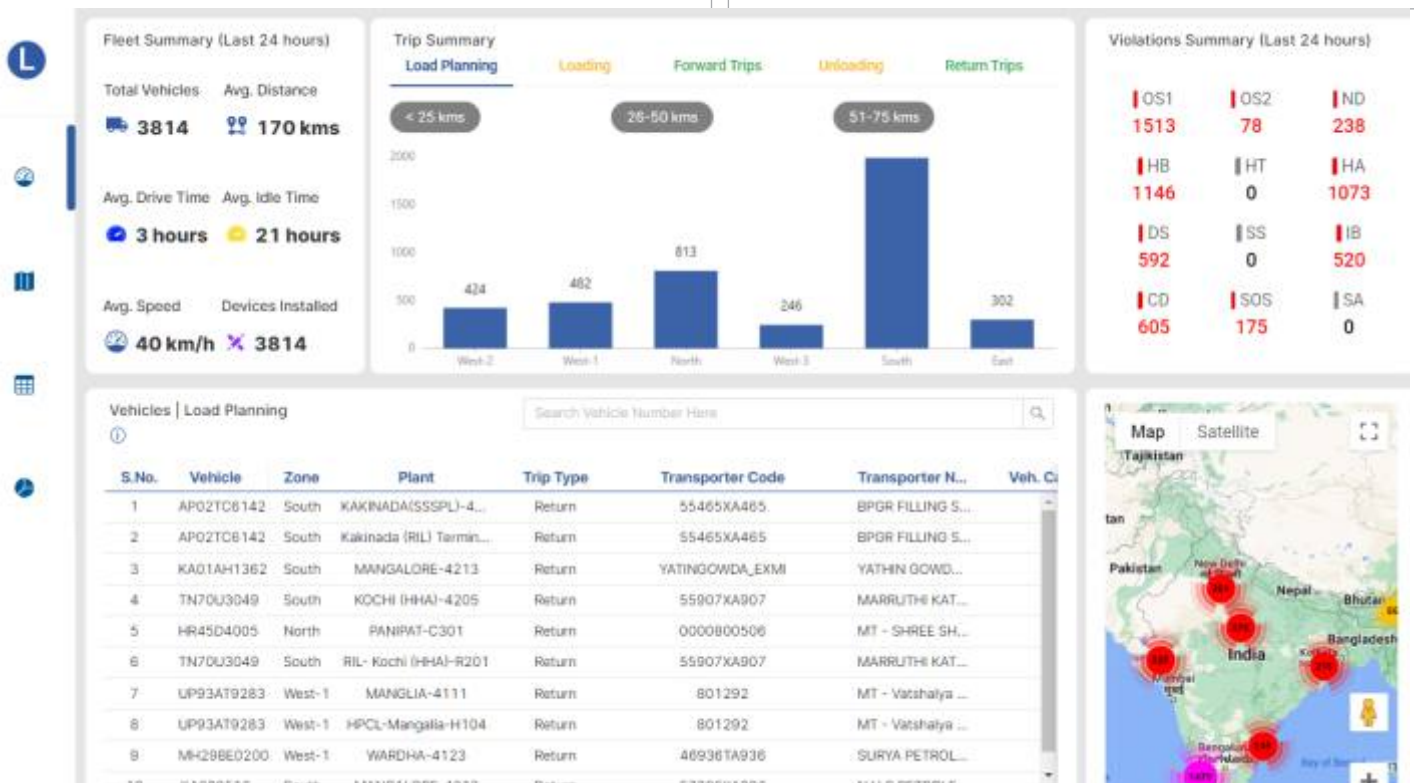 L
Fleet Summary (Last 24 hours)
Total Vehicles Avg. Distance
3814 170 kms
Avg. Drive Time Avg. Idle Time
3 hours 21 hours
Avg. Speed Devices Installed
40 km/h 3814
Trip Summary
Load Planning Loading Forward Trips Unloading Return Trips
< 25 kms 26-50 kms 51-75 kms
2000
1500
1000
500
0
424 482 813 246 302
West-2 West-1 North West-3 South East
Violations Summary (Last 24 hours)
OS1 OS2 ND
1513 78 238
HB HT HA
1146 0 1073
DS SS IB
592 0 520
CD SOS SA
605 175 0
Vehicles | Load Planning
Search Vehicle Number Here
S.No. Vehicle Zone Plant Trip Type Transporter Code Transporter N... Veh. Ca
1 AP02TC6142 South KAKINADA(SSSPL)-4... Return 55465XA465 BPGR FILLING S...
2 AP02TC6142 South Kakinada (RIL) Termin... Return 55465XA465 BPGR FILLING S...
3 KA01AH1362 South MANGALORE-4213 Return YATINGOWDA_EXMI YATHIN GOWD...
4 TN70U3049 South KOCHI (HHA)-4205 Return 55907XA907 MARRUTHI KAT...
5 HR45D4005 North PANIPAT-C301 Return 0000800506 MT - SHREE SH...
6 TN70U3049 South RIL- Kochi (HHA)-R201 Return 55907XA907 MARRUTHI KAT...
7 UP93AT9283 West-1 MANGLIA-4111 Return 801292 MT - Vatshalya ...
8 UP93AT9283 West-1 HPCL-Mangalia-H104 Return 801292 MT - Vatshalya ...
9 MH29BE0200 West-1 WARDHA-4123 Return 46936TA936 SURYA PETROL...
Map Satellite
Tajikistan
tan
Pakistan
New Delhi
Nepal
Bhutan
Bangladesh
India
Mumbai
मुंबई
Bay of Bengal